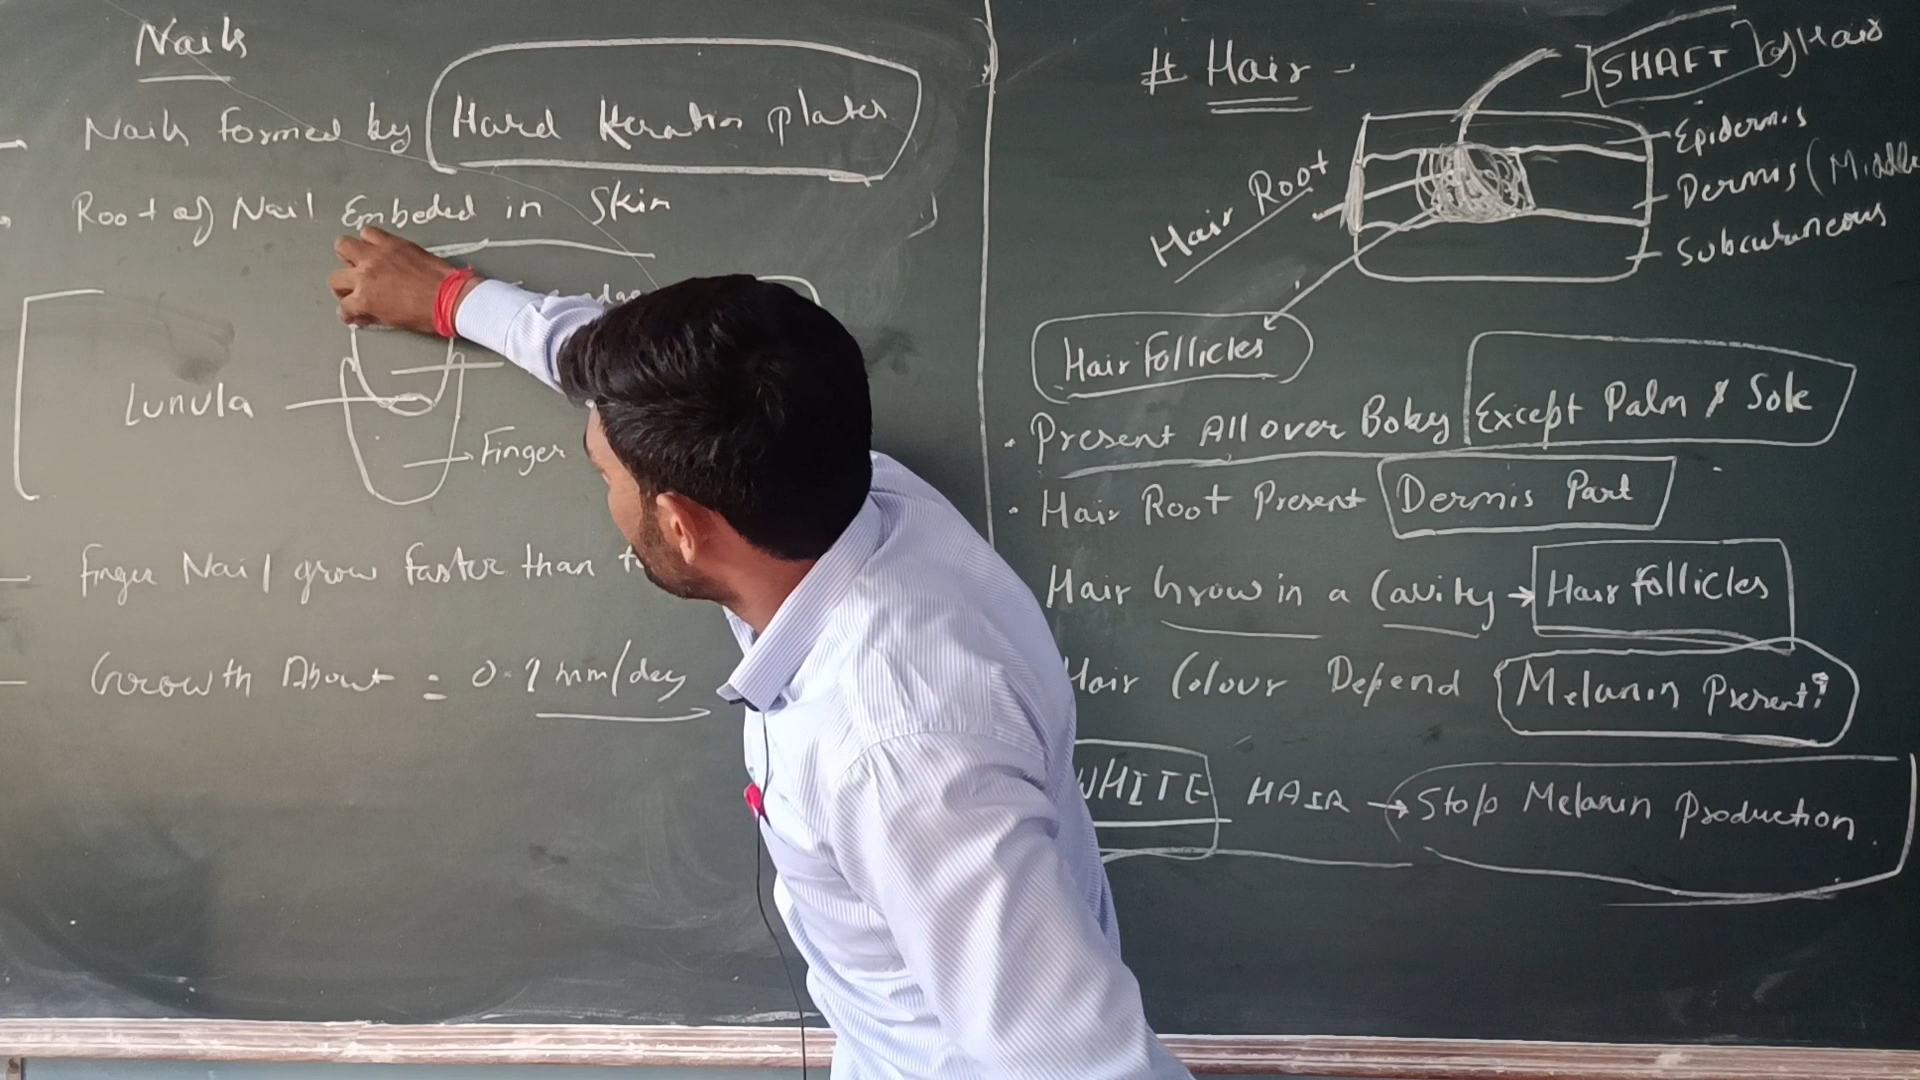 Nails
- Nails formed by Hard Keratin plates
- Root of Nail Embeded in Skin
Lunula
Finger
- finger Nail grow faster than
- Growth About = 0.1 mm/day
# Hair -
SHAFT of Hair
Epidermis
Dermis (Middle
Subcutaneous
Hair Root
Hair Follicles
• Present All over Boby Except Palm & Sole
• Hair Root Present Dermis Part
Hair Grow in a Cavity → Hair follicles
Hair Colour Depend Melanin Present
WHITE HAIR → Stop Melanin Production